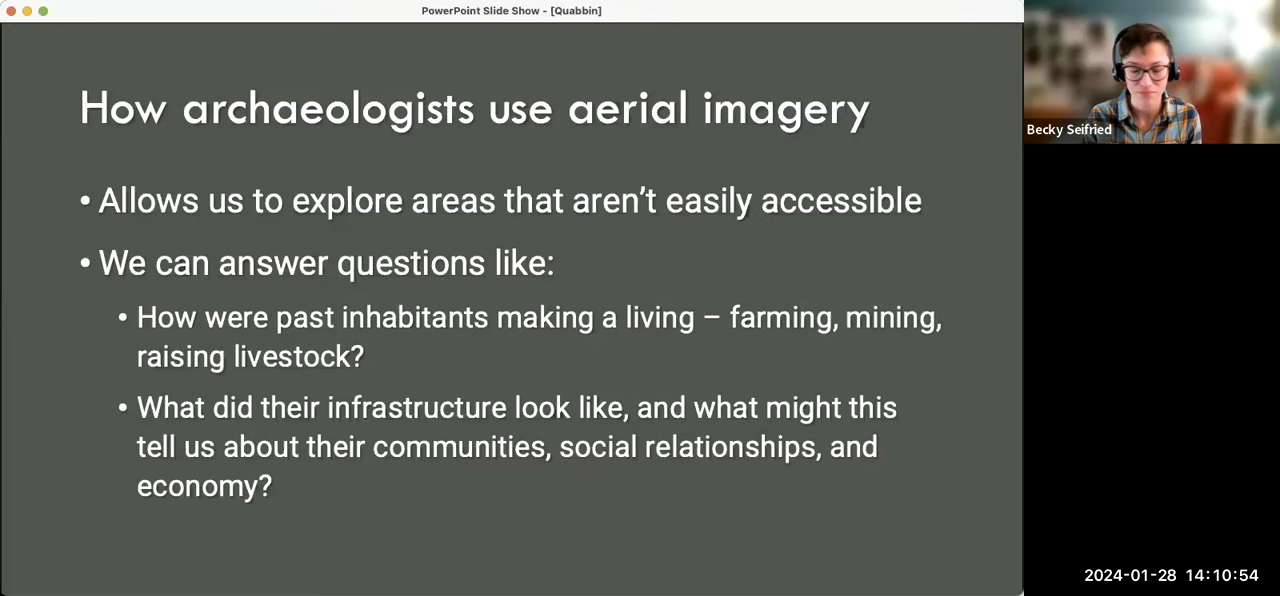 PowerPoint Slide Show - [Quabbin]
How archaeologists use aerial imagery
• Allows us to explore areas that aren’t easily accessible
• We can answer questions like:
• How were past inhabitants making a living – farming, mining,
raising livestock?
• What did their infrastructure look like, and what might this
tell us about their communities, social relationships, and
economy?
Becky Seifried
2024-01-28 14:10:54